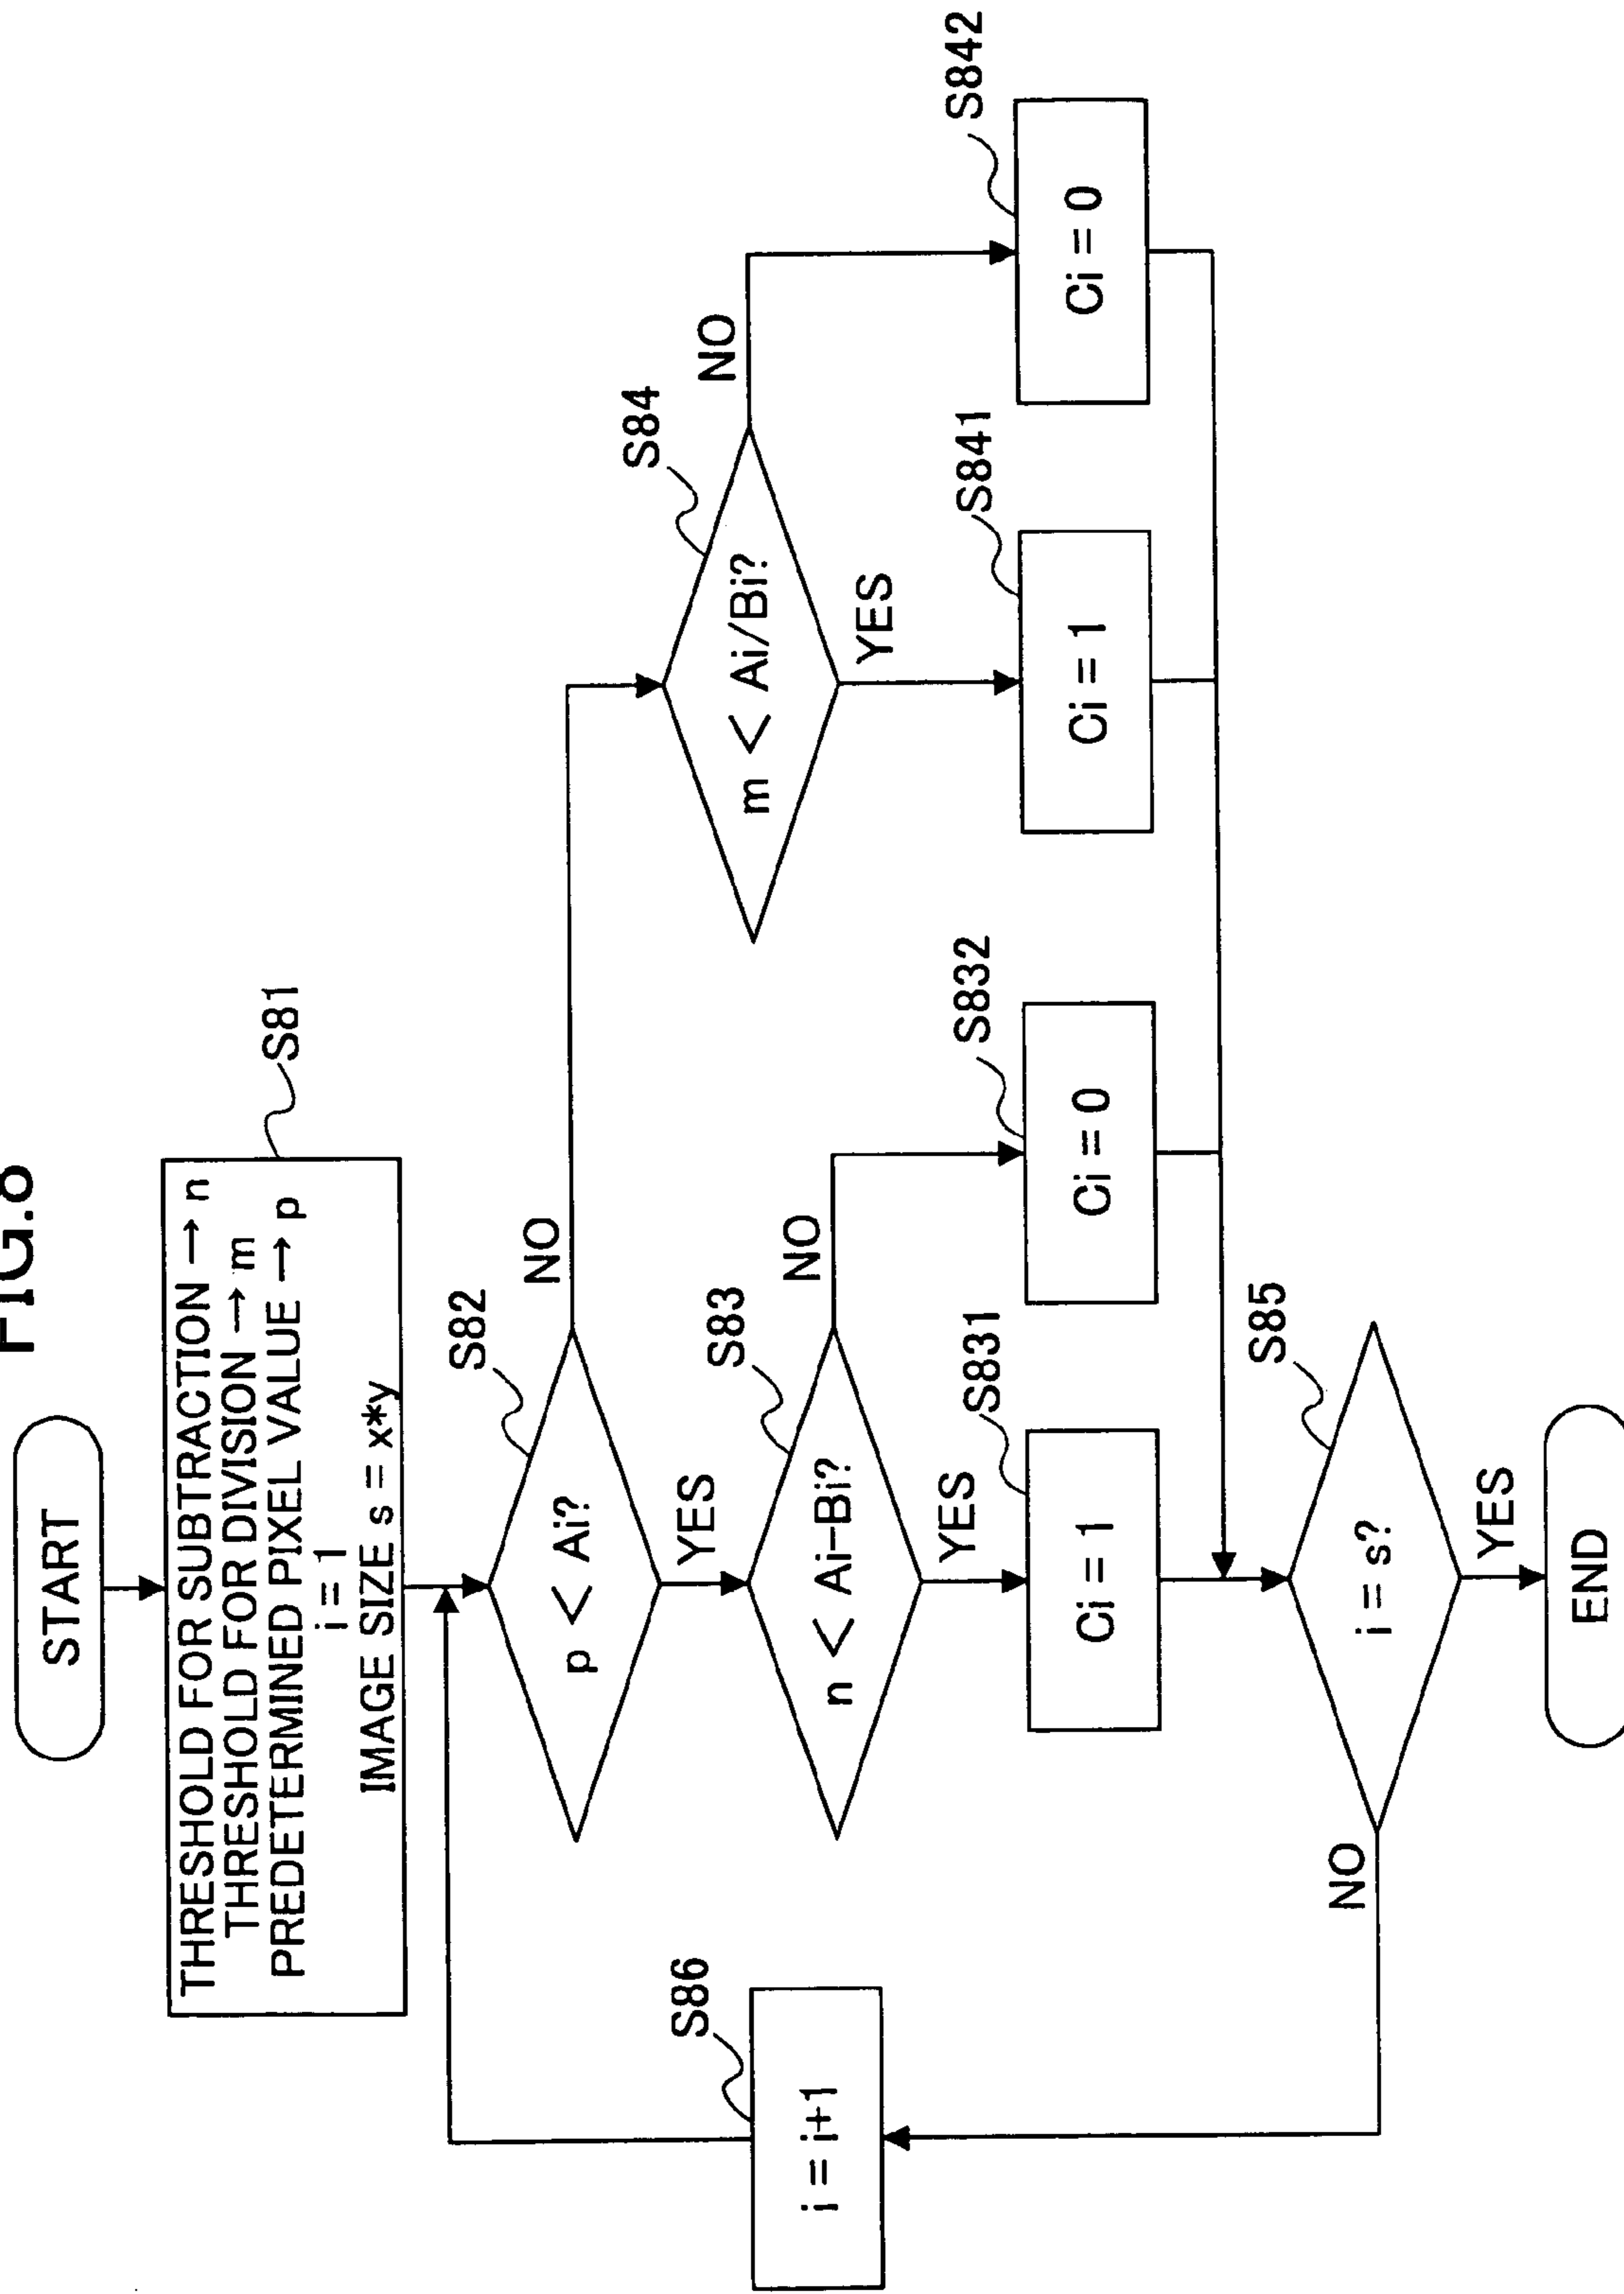 FIG.8
START
THRESHOLD FOR SUBTRACTION → n
THRESHOLD FOR DIVISION → m
PREDETERMINED PIXEL VALUE → p
i = 1
IMAGE SIZE s = x*y
S81
S82
p < Ai?
NO
YES
S83
n < Ai−Bi?
NO
YES
S84
m < Ai/Bi?
NO
YES
S831
Ci = 1
S832
Ci = 0
S841
Ci = 1
S842
Ci = 0
S85
i = s?
NO
YES
S86
i = i+1
END